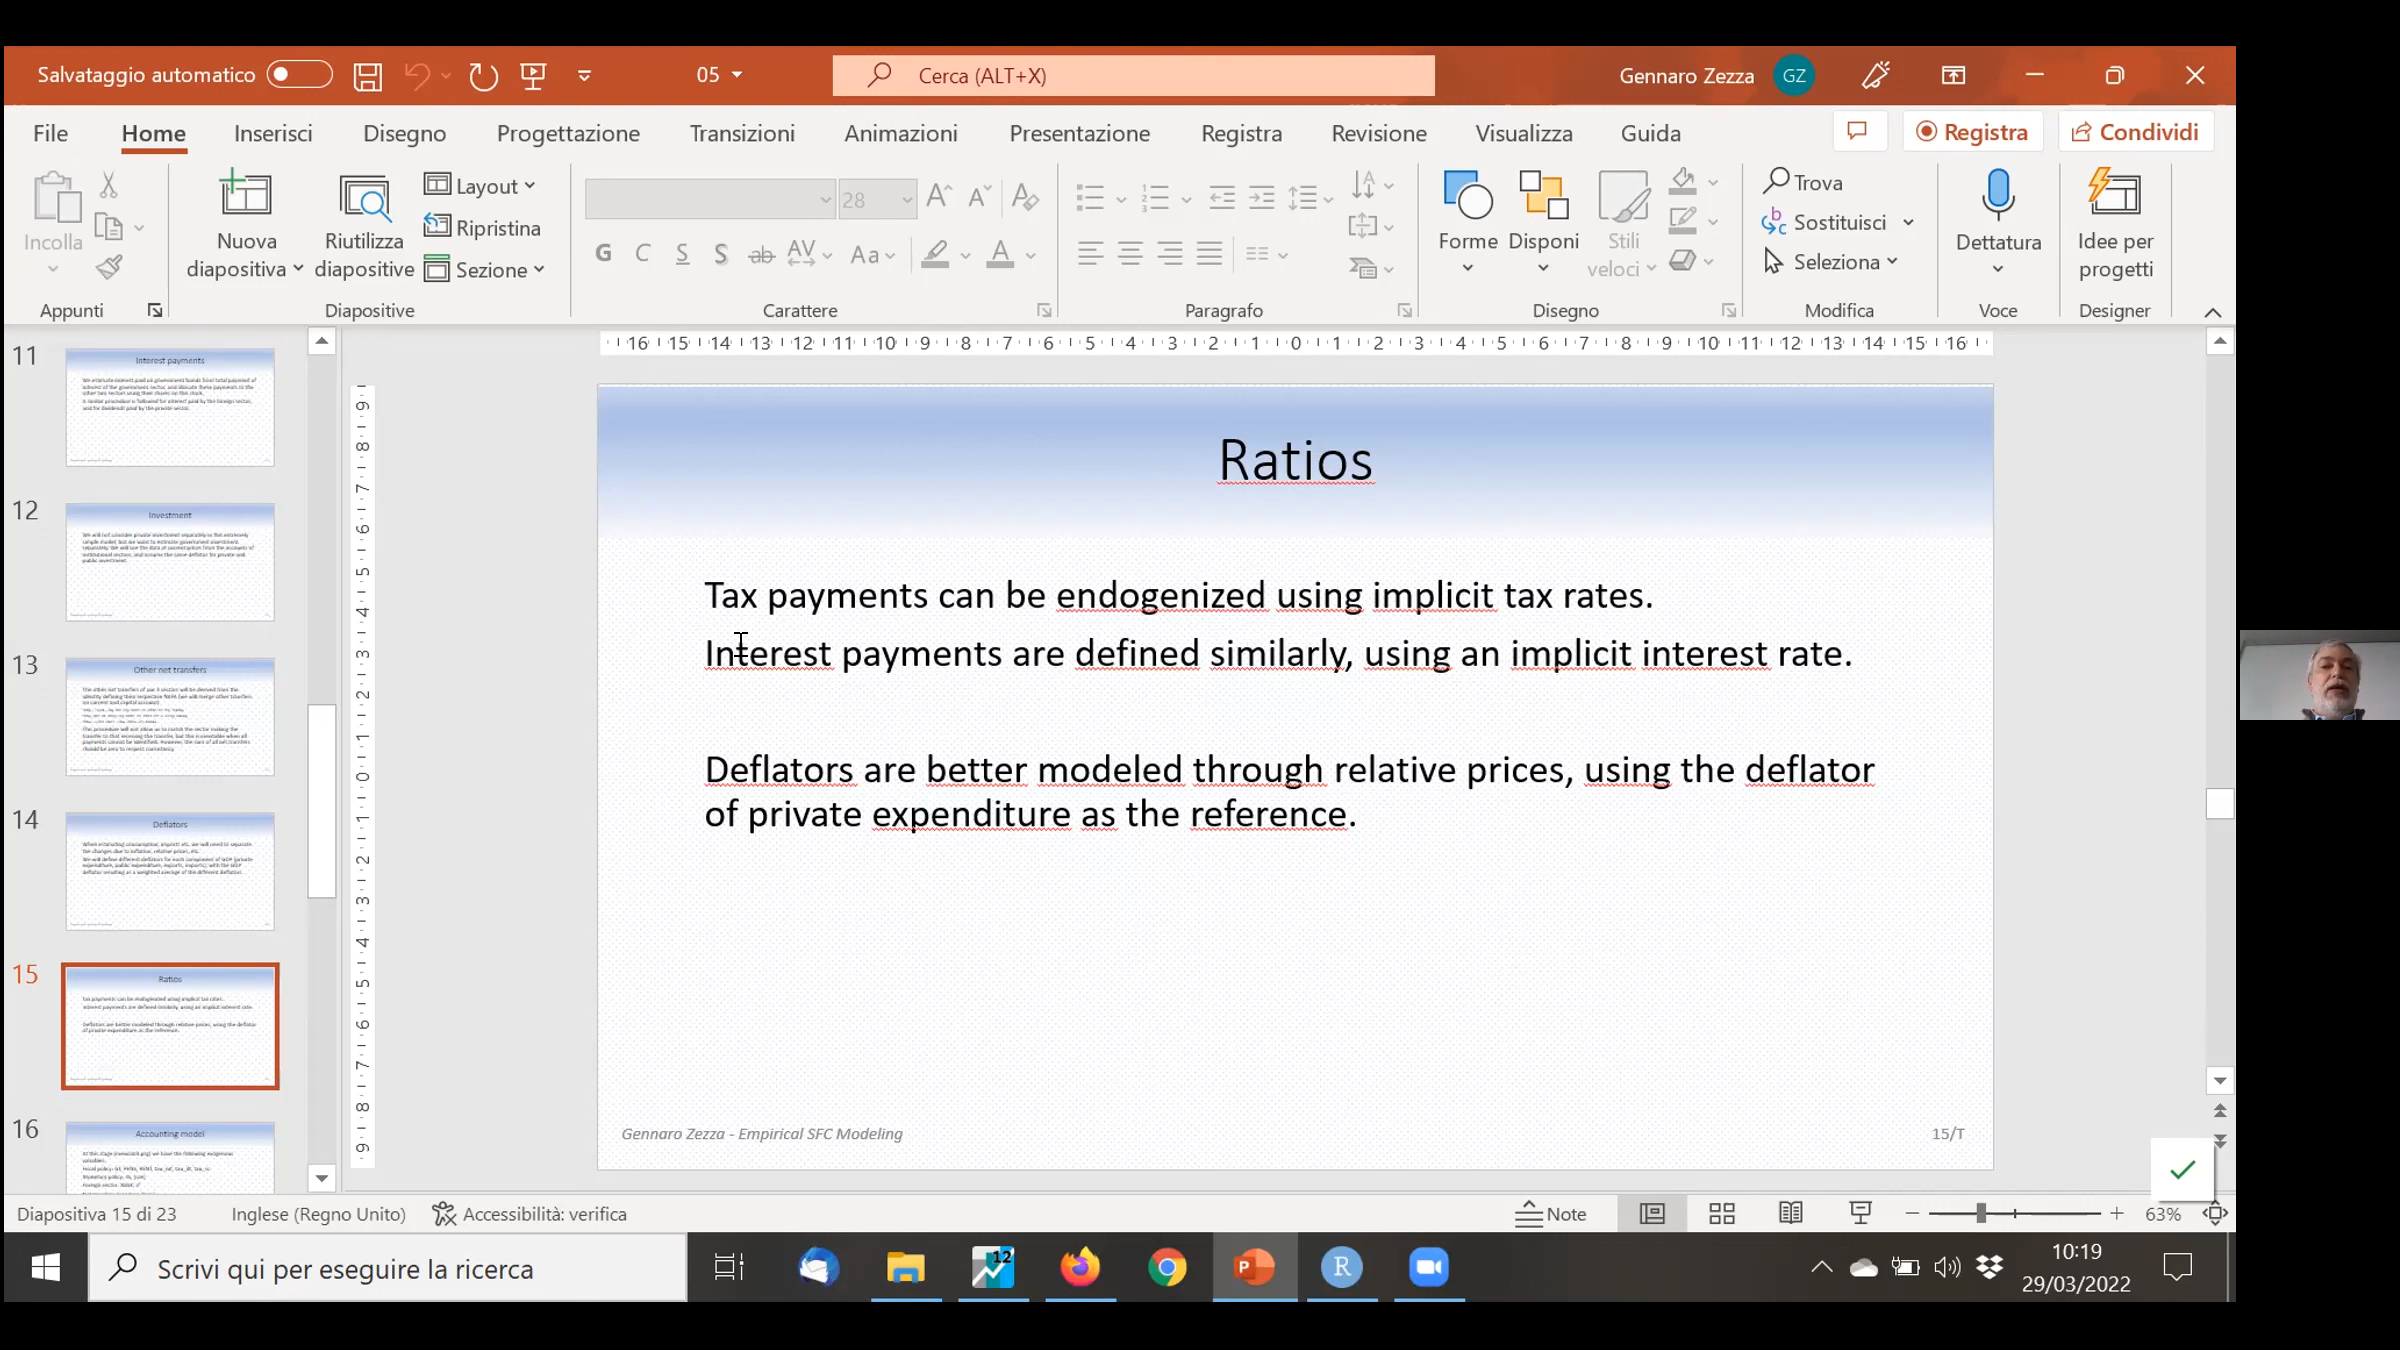 Salvataggio automatico
05
Cerca (ALT+X)
Gennaro Zezza
GZ
File
Home
Inserisci
Disegno
Progettazione
Transizioni
Animazioni
Presentazione
Registra
Revisione
Visualizza
Guida
Registra
Condividi
Incolla
Nuova
diapositiva
Riutilizza
diapositive
Layout
Ripristina
Sezione
28
Forme
Disponi
Stili
veloci
Trova
Sostituisci
Seleziona
Dettatura
Idee per
progetti
Appunti
Diapositive
Carattere
Paragrafo
Disegno
Modifica
Voce
Designer
11
Interest payments
12
Investment
13
Other net transfers
14
Deflators
15
Ratios
16
Accounting model
Ratios
Tax payments can be endogenized using implicit tax rates.
Interest payments are defined similarly, using an implicit interest rate.
Deflators are better modeled through relative prices, using the deflator
of private expenditure as the reference.
Gennaro Zezza - Empirical SFC Modeling
15/T
Diapositiva 15 di 23
Inglese (Regno Unito)
Accessibilità: verifica
Note
63%
Scrivi qui per eseguire la ricerca
12
10:19
29/03/2022